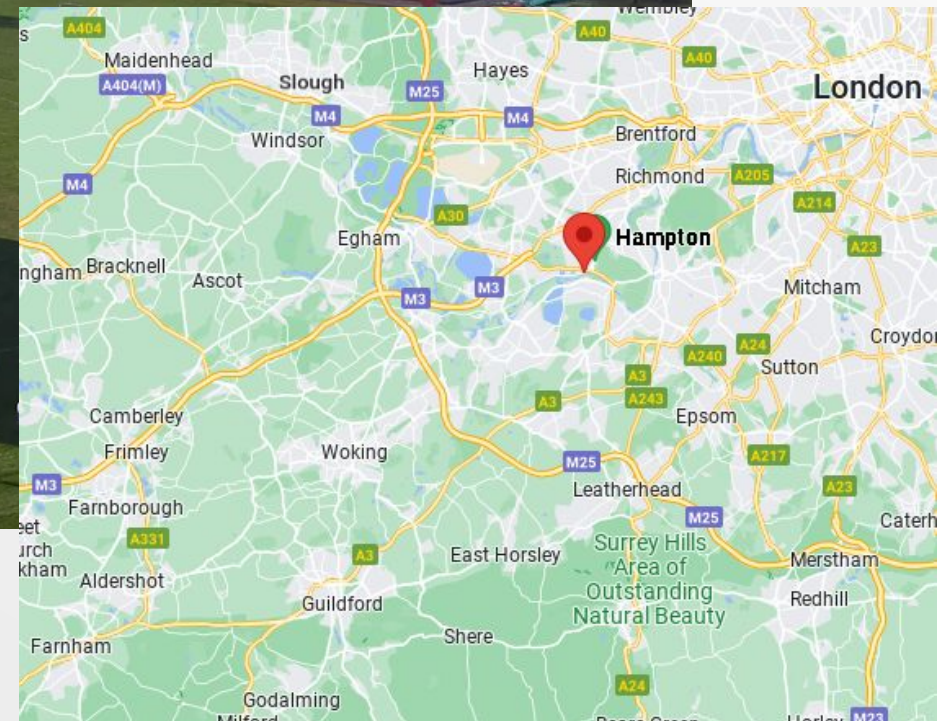 Wembley
A404
A40
s
Maidenhead
A40
Hayes
Slough
A404(M)
M25
London
M4
M4
Brentford
Windsor
Richmond
A205
M4
A214
A30
Egham
Hampton
A23
ngham
Bracknell
Ascot
M3
M3
Mitcham
Croydon
A24
A240
Sutton
A3
A3
A243
Camberley
Epsom
Frimley
Woking
A217
M25
M3
Leatherhead
A23
Farnborough
M25
Caterh
eet
urch
kham
A331
A3
East Horsley
Surrey Hills
Area of
Outstanding
Natural Beauty
Merstham
Aldershot
Guildford
Redhill
Shere
Farnham
A24
Godalming
Milford
M23